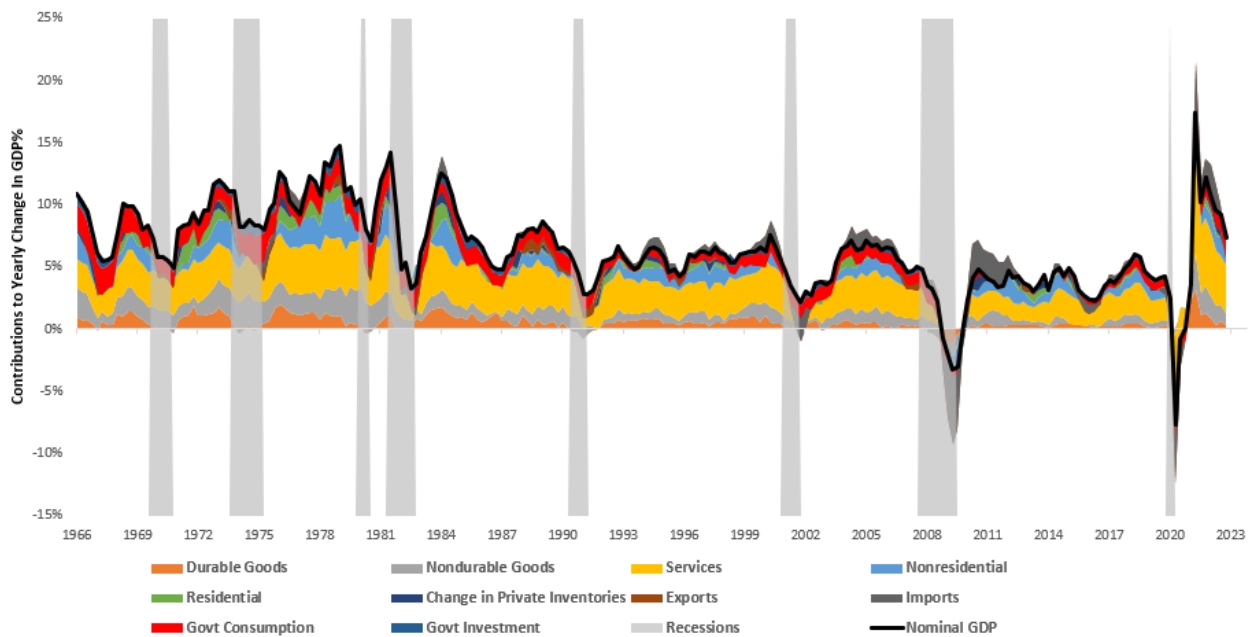 Contributions to Yearly Change In GDP%
25%
20%
15%
10%
5%
0%
-5%
-10%
-15%
1966 1969 1972 1975 1978 1981 1984 1987 1990 1993 1996 1999 2002 2005 2008 2011 2014 2017 2020 2023
Durable Goods Nondurable Goods Services Nonresidential
Residential Change in Private Inventories Exports Imports
Govt Consumption Govt Investment Recessions Nominal GDP